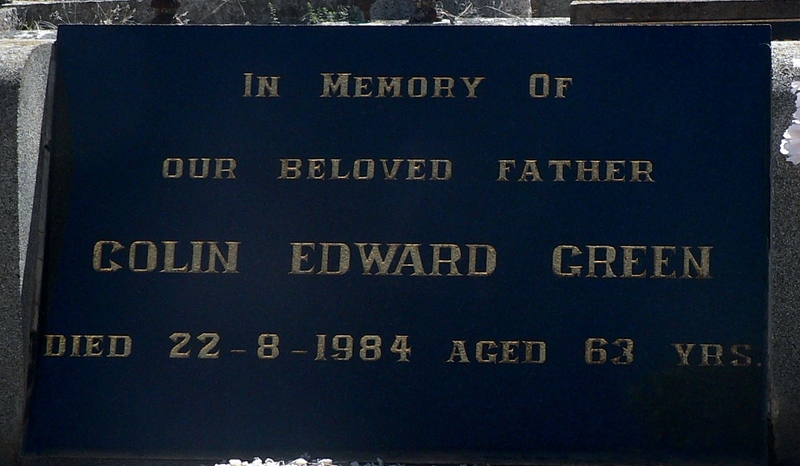 In Memory Of
OUR BELOVED FATHER
COLIN EDWARD GREEN
DIED 22-8-1984 AGED 63 YRS.